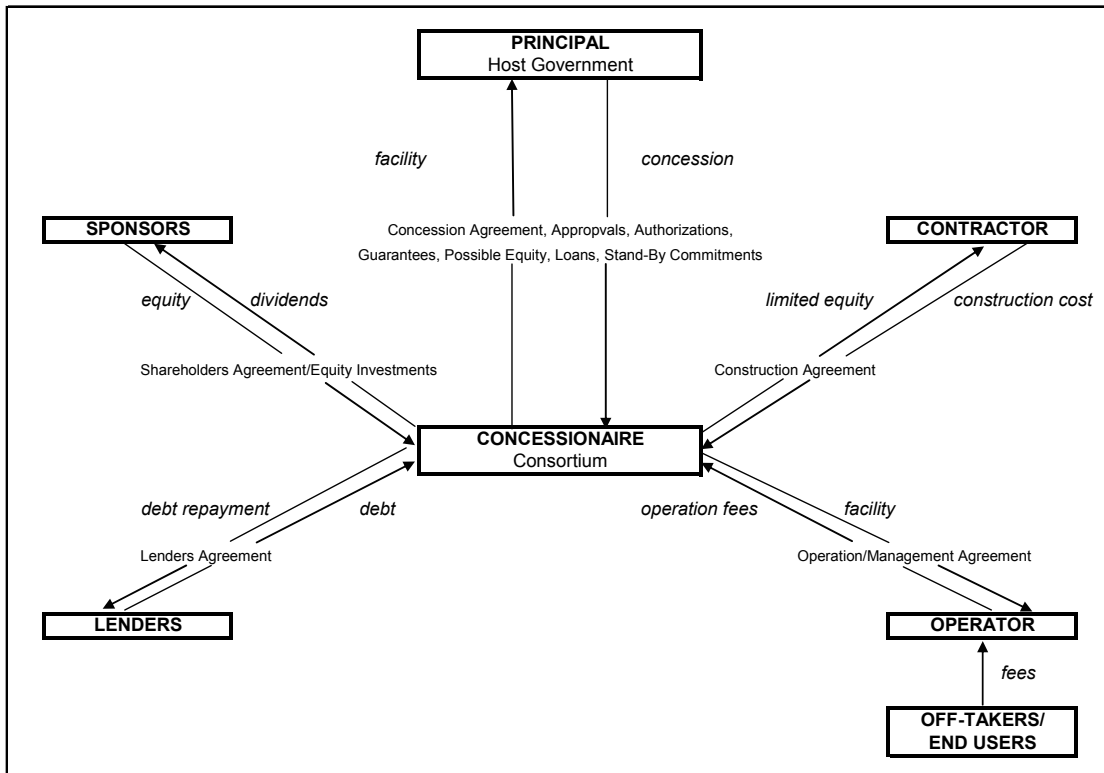 PRINCIPAL
Host Government
facility
concession
SPONSORS
Concession Agreement, Appropvals, Authorizations,
Guarantees, Possible Equity, Loans, Stand-By Commitments
CONTRACTOR
equity
dividends
limited equity
construction cost
Shareholders Agreement/Equity Investments
Construction Agreement
CONCESSIONAIRE
Consortium
debt repayment
debt
operation fees
facility
Lenders Agreement
Operation/Management Agreement
LENDERS
OPERATOR
fees
OFF-TAKERS/
END USERS